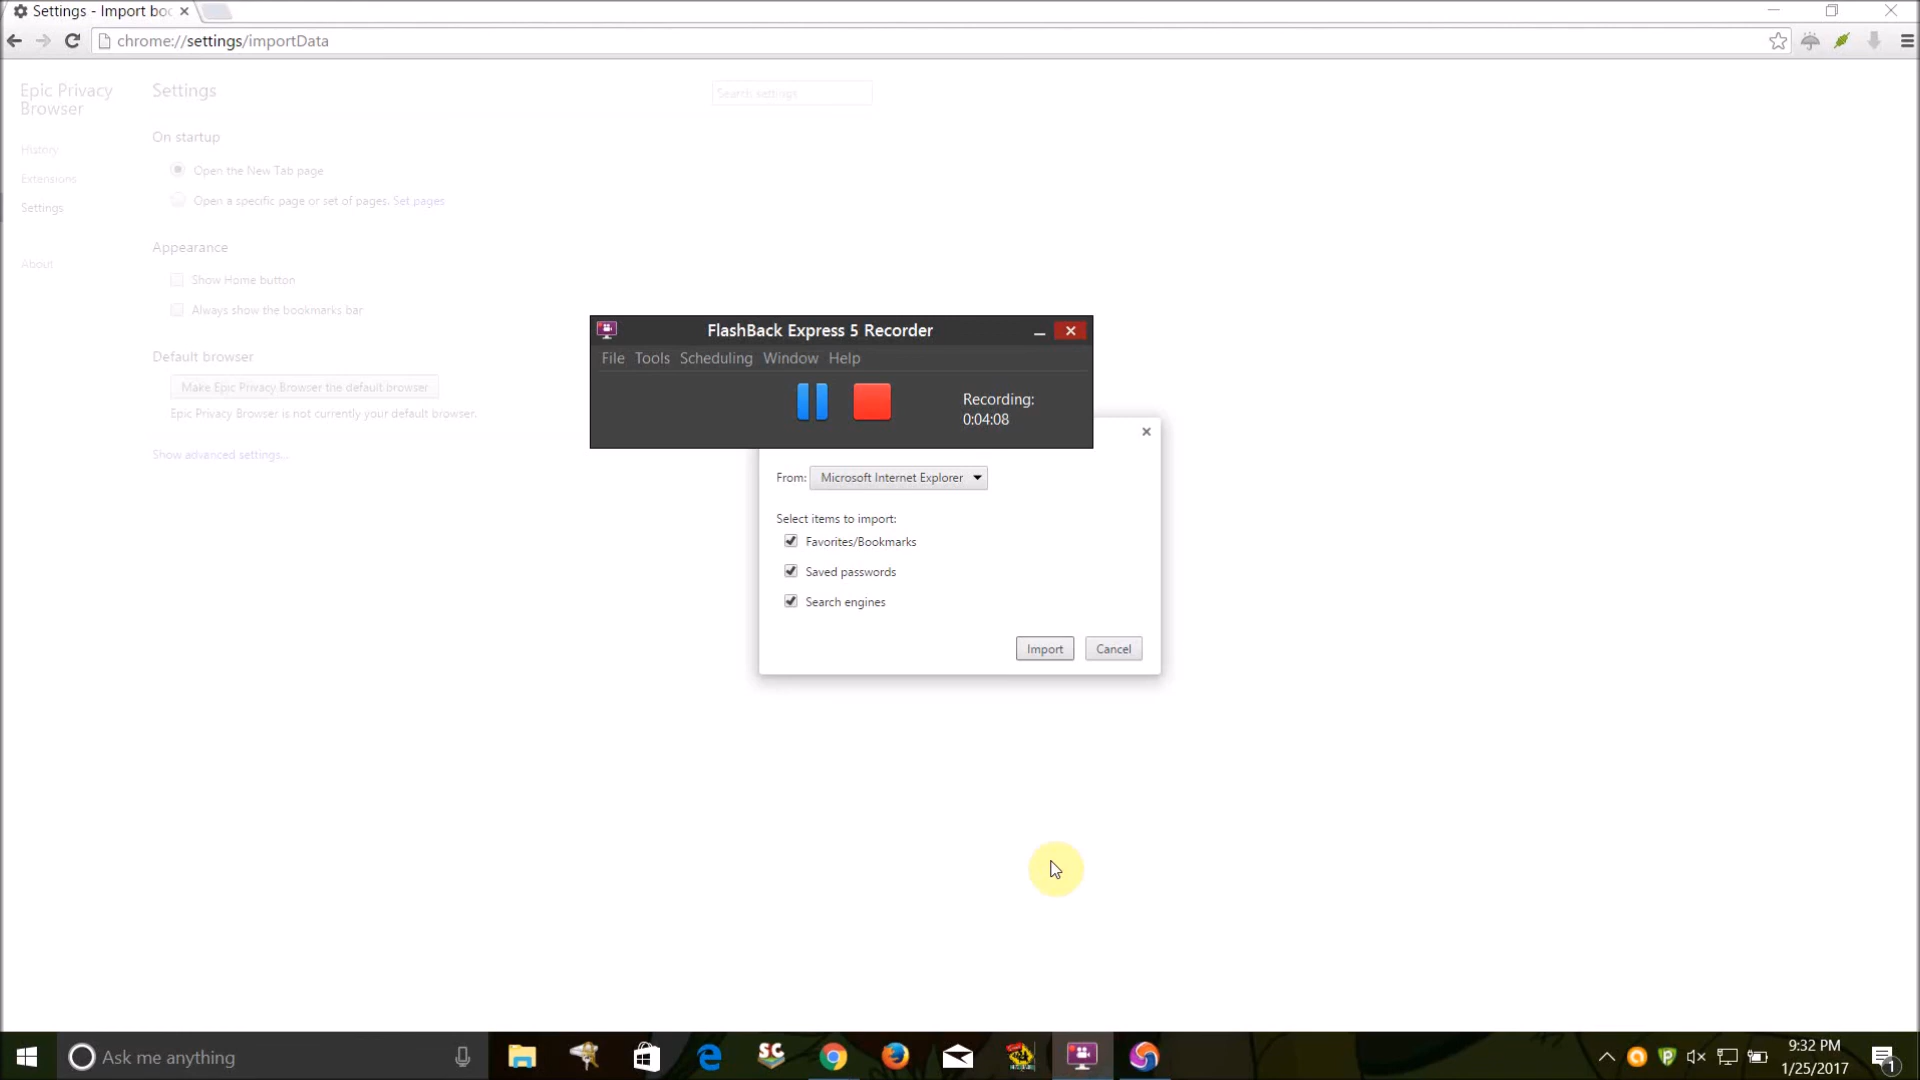 Settings - Import boo
chrome://settings/importData
Epic Privacy
Browser
Settings
Search settings
On startup
History
Open the New Tab page
Extensions
Open a specific page or set of pages. Set pages
Settings
Appearance
About
Show Home button
Always show the bookmarks bar
Default browser
Make Epic Privacy Browser the default browser
Epic Privacy Browser is not currently your default browser.
Show advanced settings...
FlashBack Express 5 Recorder
File Tools Scheduling Window Help
Recording:
0:04:08
From: Microsoft Internet Explorer
Select items to import:
Favorites/Bookmarks
Saved passwords
Search engines
Import Cancel
Ask me anything
SC
9:32 PM
1/25/2017
1